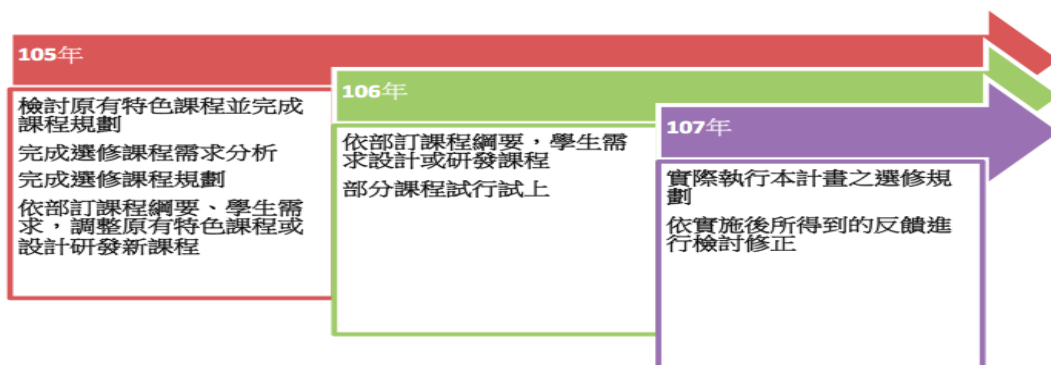 105年
檢討原有特色課程並完成
課程規劃
完成選修課程需求分析
完成選修課程規劃
依部訂課程綱要、學生需
求，調整原有特色課程或
設計研發新課程
106年
依部訂課程綱要，學生需
求設計或研發課程
部分課程試行試上
107年
實際執行本計畫之選修規
劃
依實施後所得到的反饋進
行檢討修正